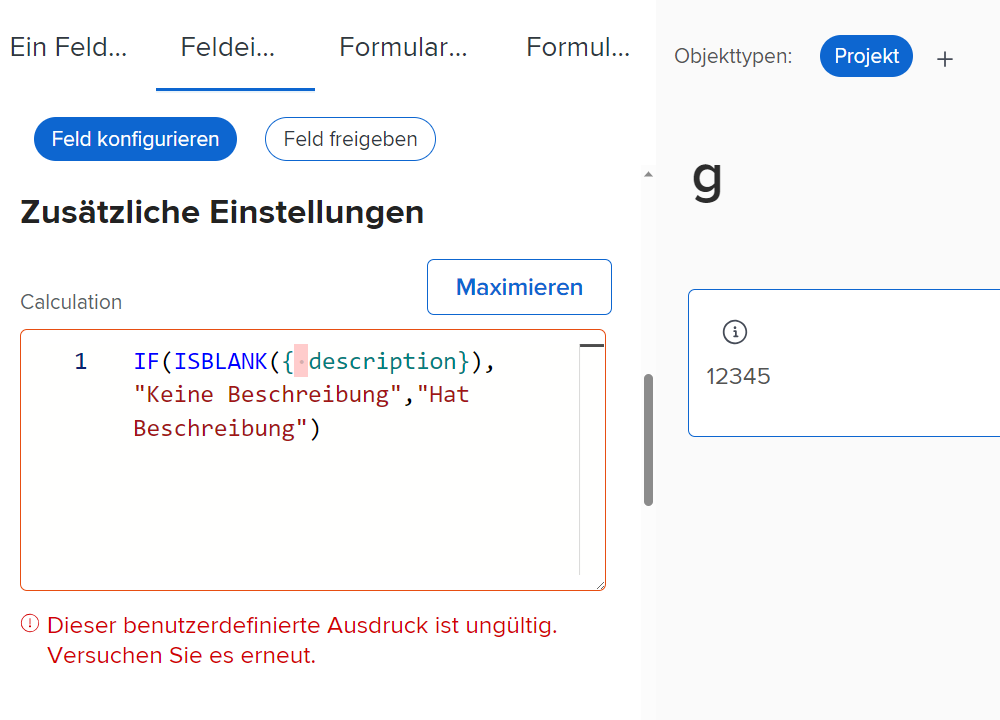 Ein Feld...
Feldei...
Formular...
Formul...
Objekttypen:
Projekt
+
Feld konfigurieren
Feld freigeben
g
Zusätzliche Einstellungen
Maximieren
Calculation
12345
1 IF(ISBLANK({·description}),
"Keine Beschreibung","Hat
Beschreibung")
Dieser benutzerdefinierte Ausdruck ist ungültig.
Versuchen Sie es erneut.